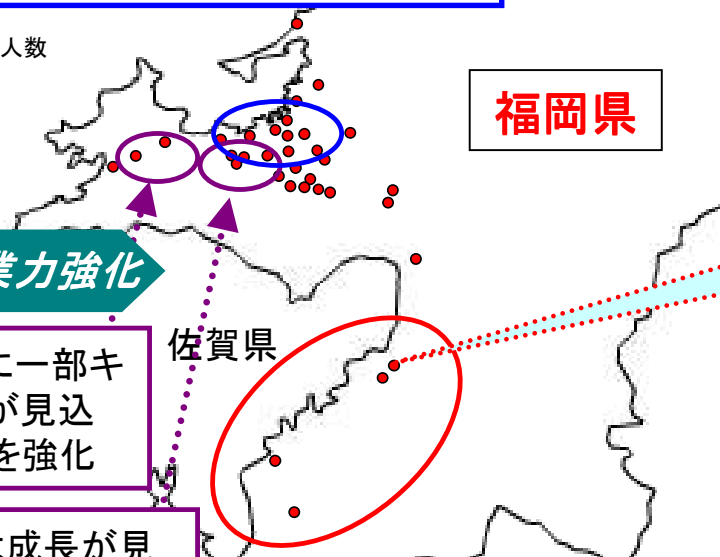 人数
福岡県
業力強化
佐賀県
に一部キ
が見込
を強化
成長が見